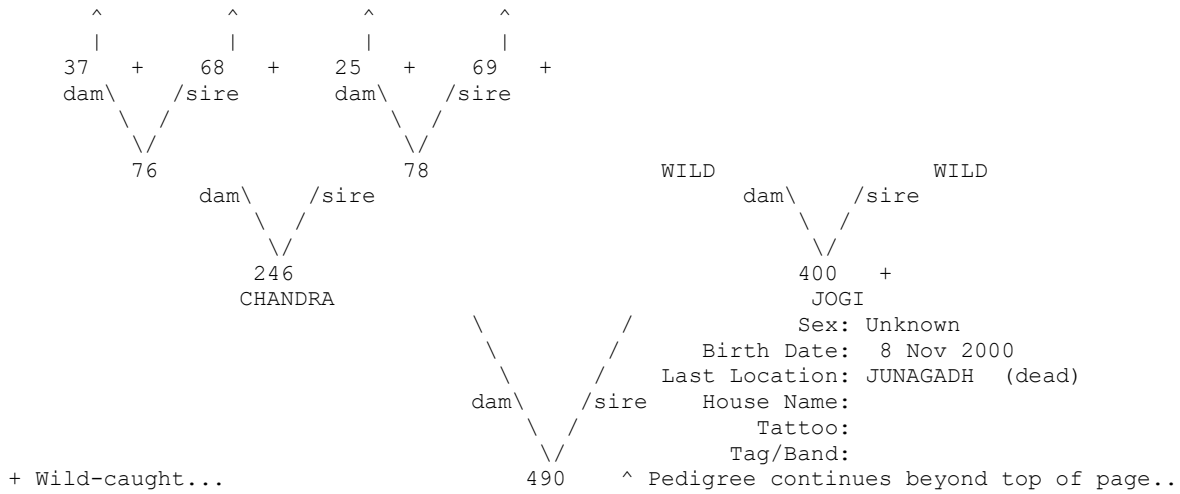 ^ ^ ^ ^
| | | |
37 + 68 + 25 + 69 +
dam\ /sire dam\ /sire
\ / \ /
\/ \/
76 78 WILD WILD
dam\ /sire dam\ /sire
\ / \ /
\/ \/
246 400 +
CHANDRA JOGI
\ / Sex: Unknown
\ / Birth Date: 8 Nov 2000
\ / Last Location: JUNAGADH (dead)
dam\ /sire House Name:
\ / Tattoo:
\/ Tag/Band:
+ Wild-caught... 490 ^ Pedigree continues beyond top of page..